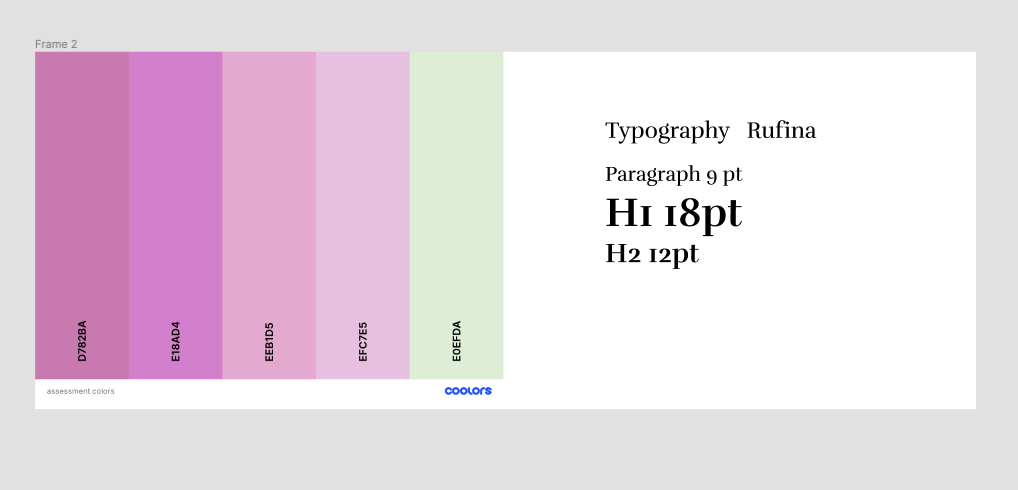 Frame 2
D782BA
E18AD4
EEB1D5
EFC7E5
E0EFDA
assessment colors
coolors
Typography Rufina
Paragraph 9 pt
H1 18pt
H2 12pt